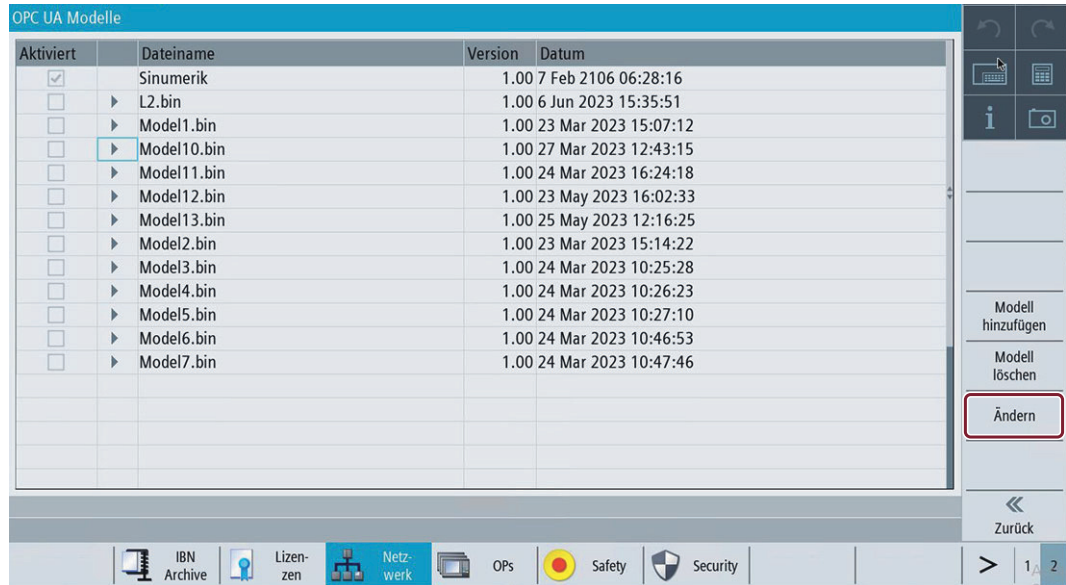 OPC UA Modelle
Aktiviert Dateiname Version Datum
Sinumerik 1.00 7 Feb 2106 06:28:16
L2.bin 1.00 6 Jun 2023 15:35:51
Model1.bin 1.00 23 Mar 2023 15:07:12
Model10.bin 1.00 27 Mar 2023 12:43:15
Model11.bin 1.00 24 Mar 2023 16:24:18
Model12.bin 1.00 23 May 2023 16:02:33
Model13.bin 1.00 25 May 2023 12:16:25
Model2.bin 1.00 23 Mar 2023 15:14:22
Model3.bin 1.00 24 Mar 2023 10:25:28
Model4.bin 1.00 24 Mar 2023 10:26:23
Model5.bin 1.00 24 Mar 2023 10:27:10
Model6.bin 1.00 24 Mar 2023 10:46:53
Model7.bin 1.00 24 Mar 2023 10:47:46
Modell
hinzufügen
Modell
löschen
Ändern
Zurück
IBN
Archive
Lizen-
zen
Netz-
werk
OPs
Safety
Security
1 2